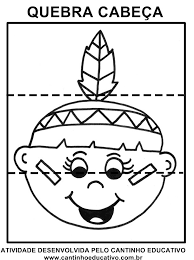 QUEBRA CABEÇA
ATIVIDADE DESENVOLVIDA PELO CANTINHO EDUCATIVO
www.cantinhoeducativo.com.br